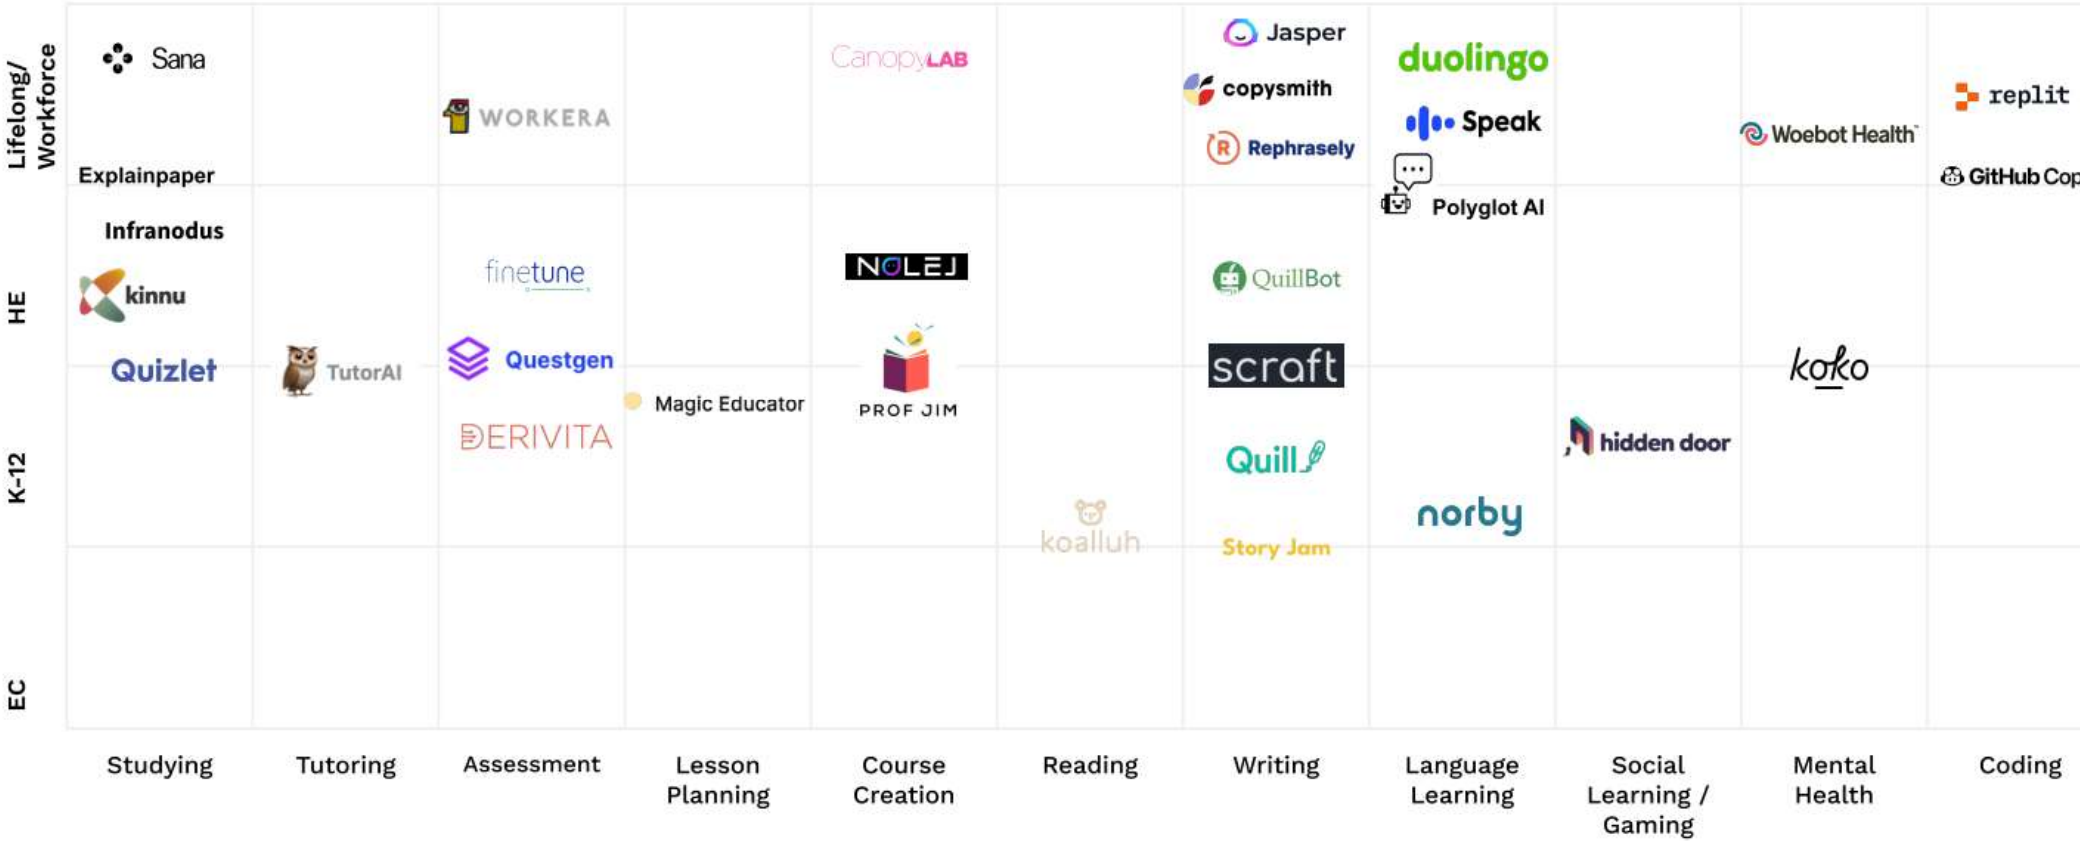 Lifelong/
Workforce
Sana
Explainpaper
WORKERA
CanopyLAB
Jasper
copysmith
Rephrasely
duolingo
Speak
Polyglot AI
Woebot Health
replit
GitHub Cop
HE
Infranodus
kinnu
Quizlet
TutorAI
finetune
Questgen
NOLEJ
PROF JIM
QuillBot
scraft
koko
K-12
DERIVITA
Magic Educator
koalluh
Quill
Story Jam
norby
hidden door
EC
Studying
Tutoring
Assessment
Lesson
Planning
Course
Creation
Reading
Writing
Language
Learning
Social
Learning /
Gaming
Mental
Health
Coding